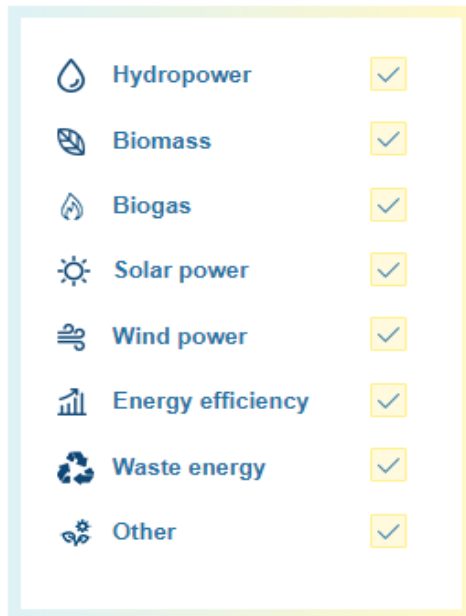 Hydropower
Biomass
Biogas
Solar power
Wind power
Energy efficiency
Waste energy
Other